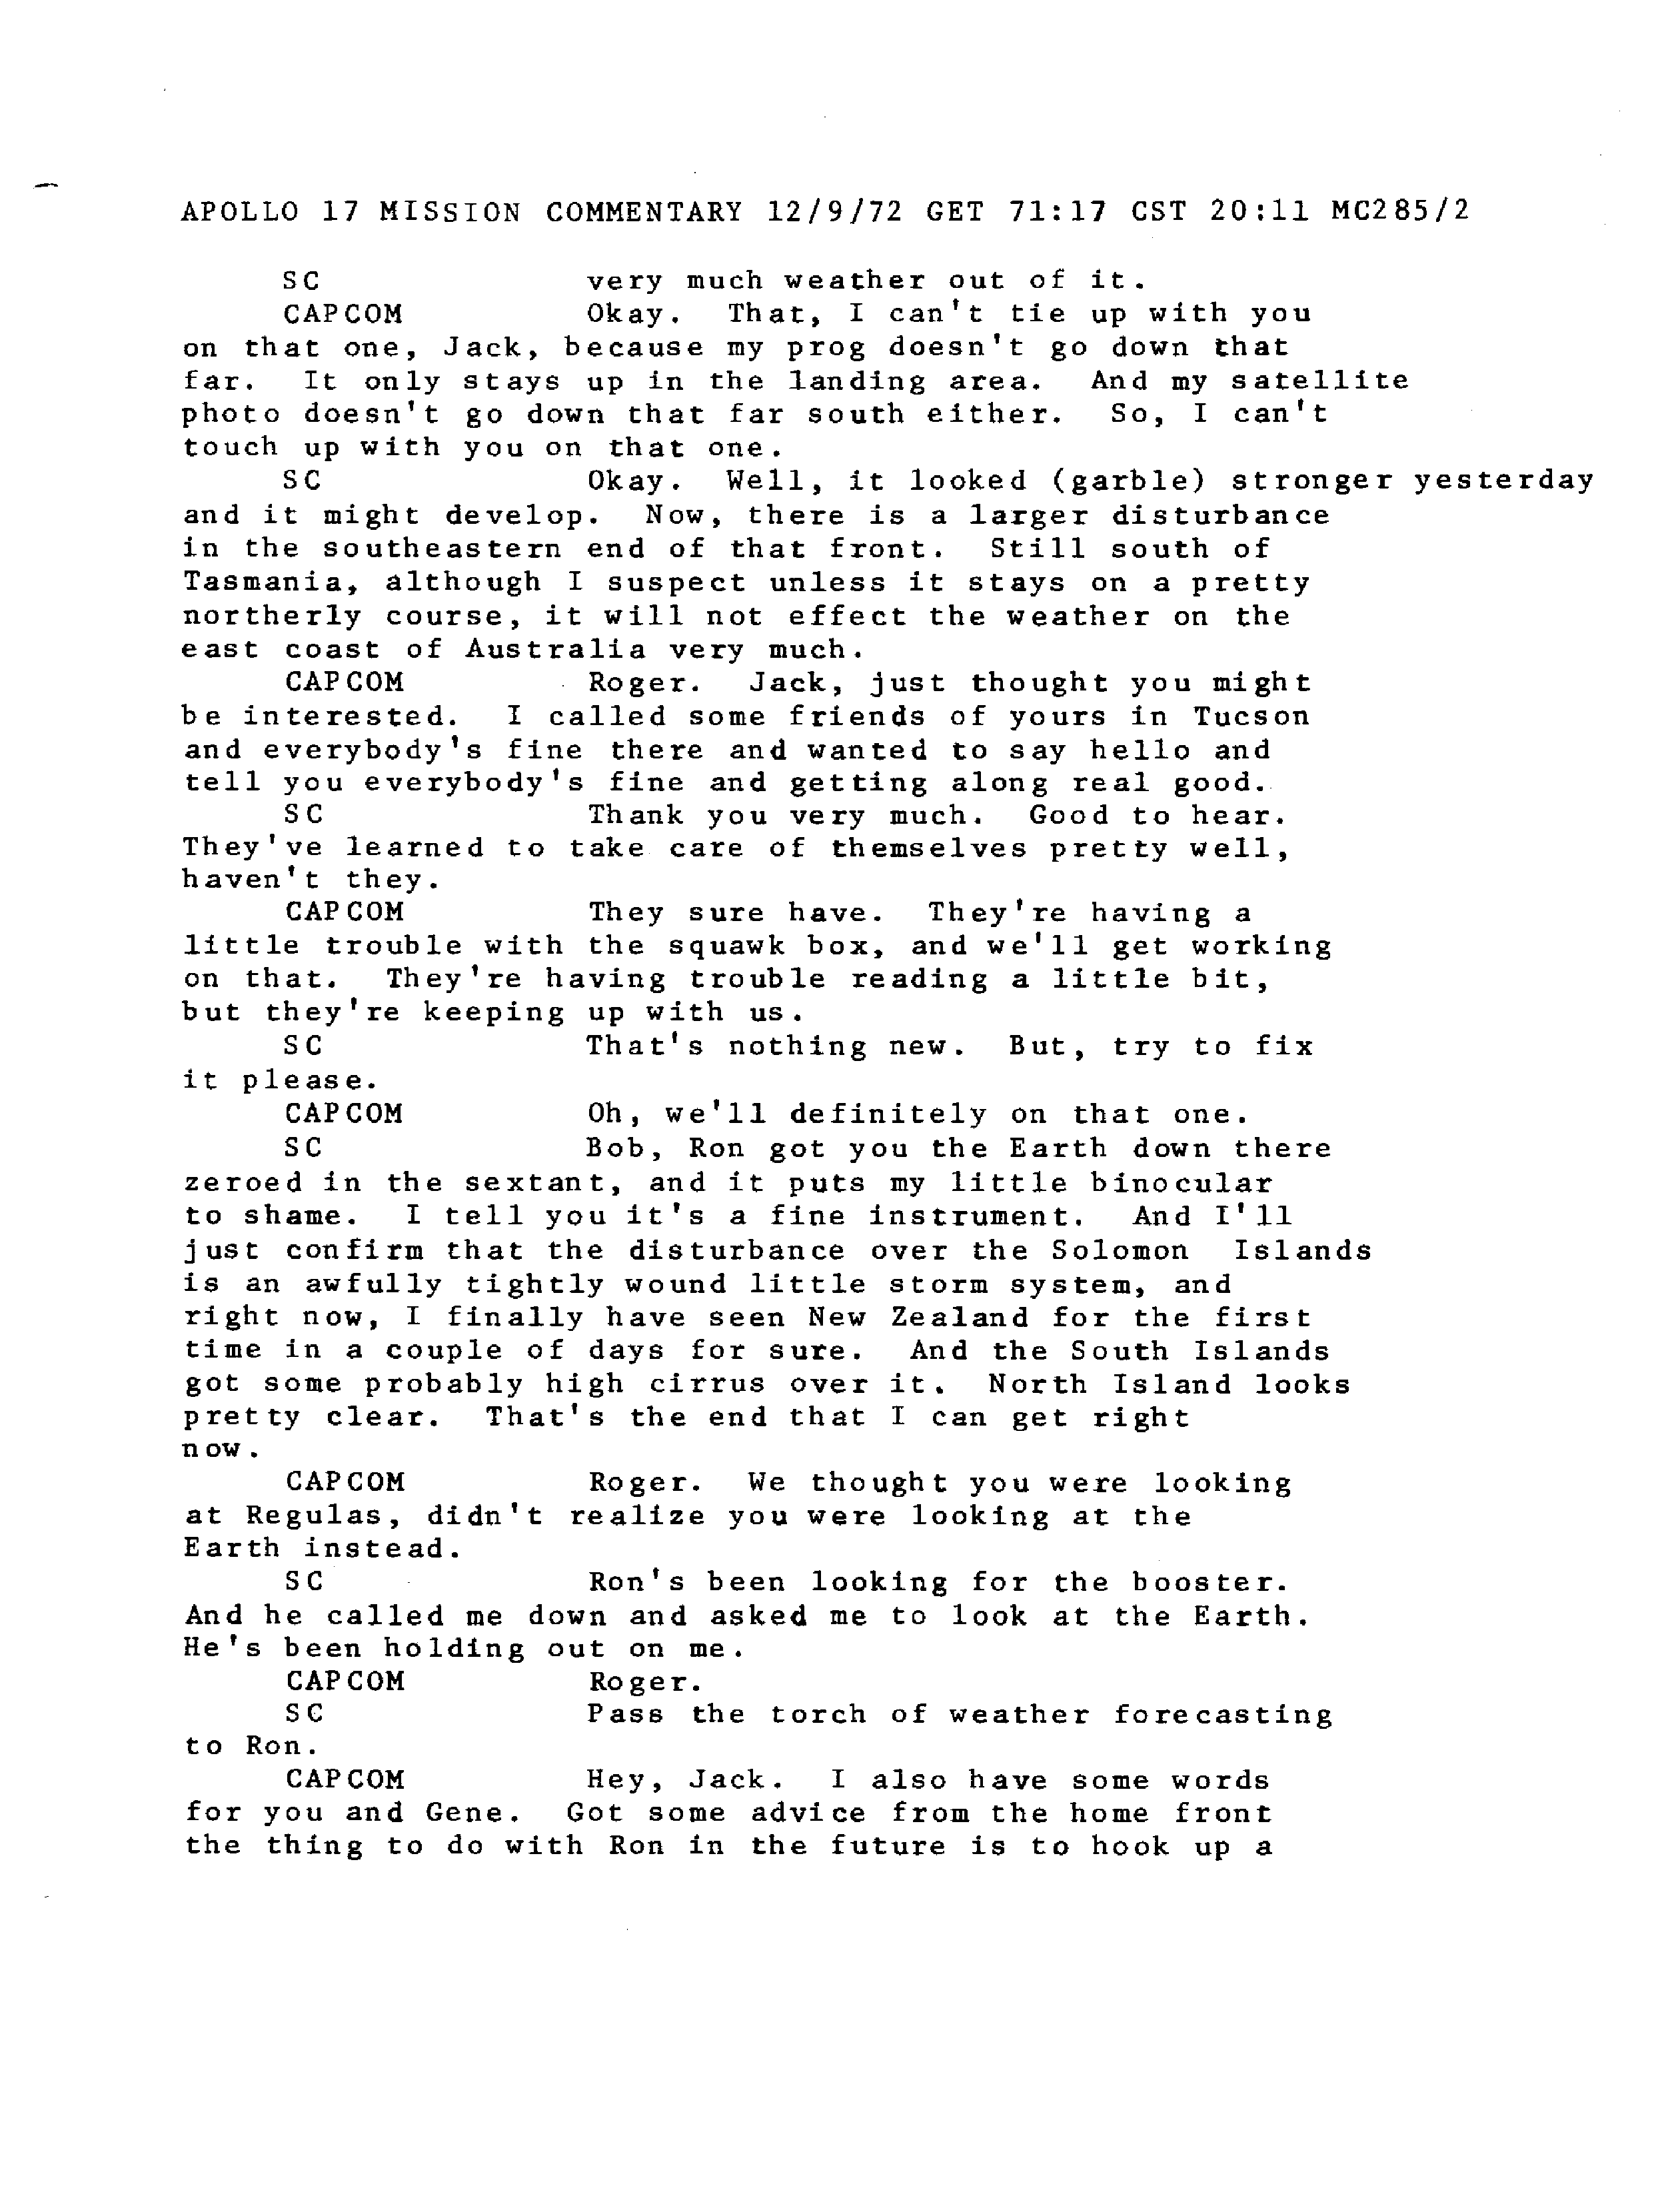 APOLLO 17 MISSION COMMENTARY 12/9/72 GET 71:17 CST 20:11 MC285/2
SC very much weather out of it.
CAPCOM Okay. That, I can't tie up with you
on that one, Jack, because my prog doesn't go down that
far. It only stays up in the landing area. And my satellite
photo doesn't go down that far south either. So, I can't
touch up with you on that one.
SC Okay. Well, it looked (garble) stronger yesterday
and it might develop. Now, there is a larger disturbance
in the southeastern end of that front. Still south of
Tasmania, although I suspect unless it stays on a pretty
northerly course, it will not effect the weather on the
east coast of Australia very much.
CAPCOM Roger. Jack, just thought you might
be interested. I called some friends of yours in Tucson
and everybody's fine there and wanted to say hello and
tell you everybody's fine and getting along real good.
SC Thank you very much. Good to hear.
They've learned to take care of themselves pretty well,
haven't they.
CAPCOM They sure have. They're having a
little trouble with the squawk box, and we'll get working
on that. They're having trouble reading a little bit,
but they're keeping up with us.
SC That's nothing new. But, try to fix
it please.
CAPCOM Oh, we'll definitely on that one.
SC Bob, Ron got you the Earth down there
zeroed in the sextant, and it puts my little binocular
to shame. I tell you it's a fine instrument. And I'll
just confirm that the disturbance over the Solomon Islands
is an awfully tightly wound little storm system, and
right now, I finally have seen New Zealand for the first
time in a couple of days for sure. And the South Islands
got some probably high cirrus over it. North Island looks
pretty clear. That's the end that I can get right
now.
CAPCOM Roger. We thought you were looking
at Regulas, didn't realize you were looking at the
Earth instead.
SC Ron's been looking for the booster.
And he called me down and asked me to look at the Earth.
He's been holding out on me.
CAPCOM Roger.
SC Pass the torch of weather forecasting
to Ron.
CAPCOM Hey, Jack. I also have some words
for you and Gene. Got some advice from the home front
the thing to do with Ron in the future is to hook up a